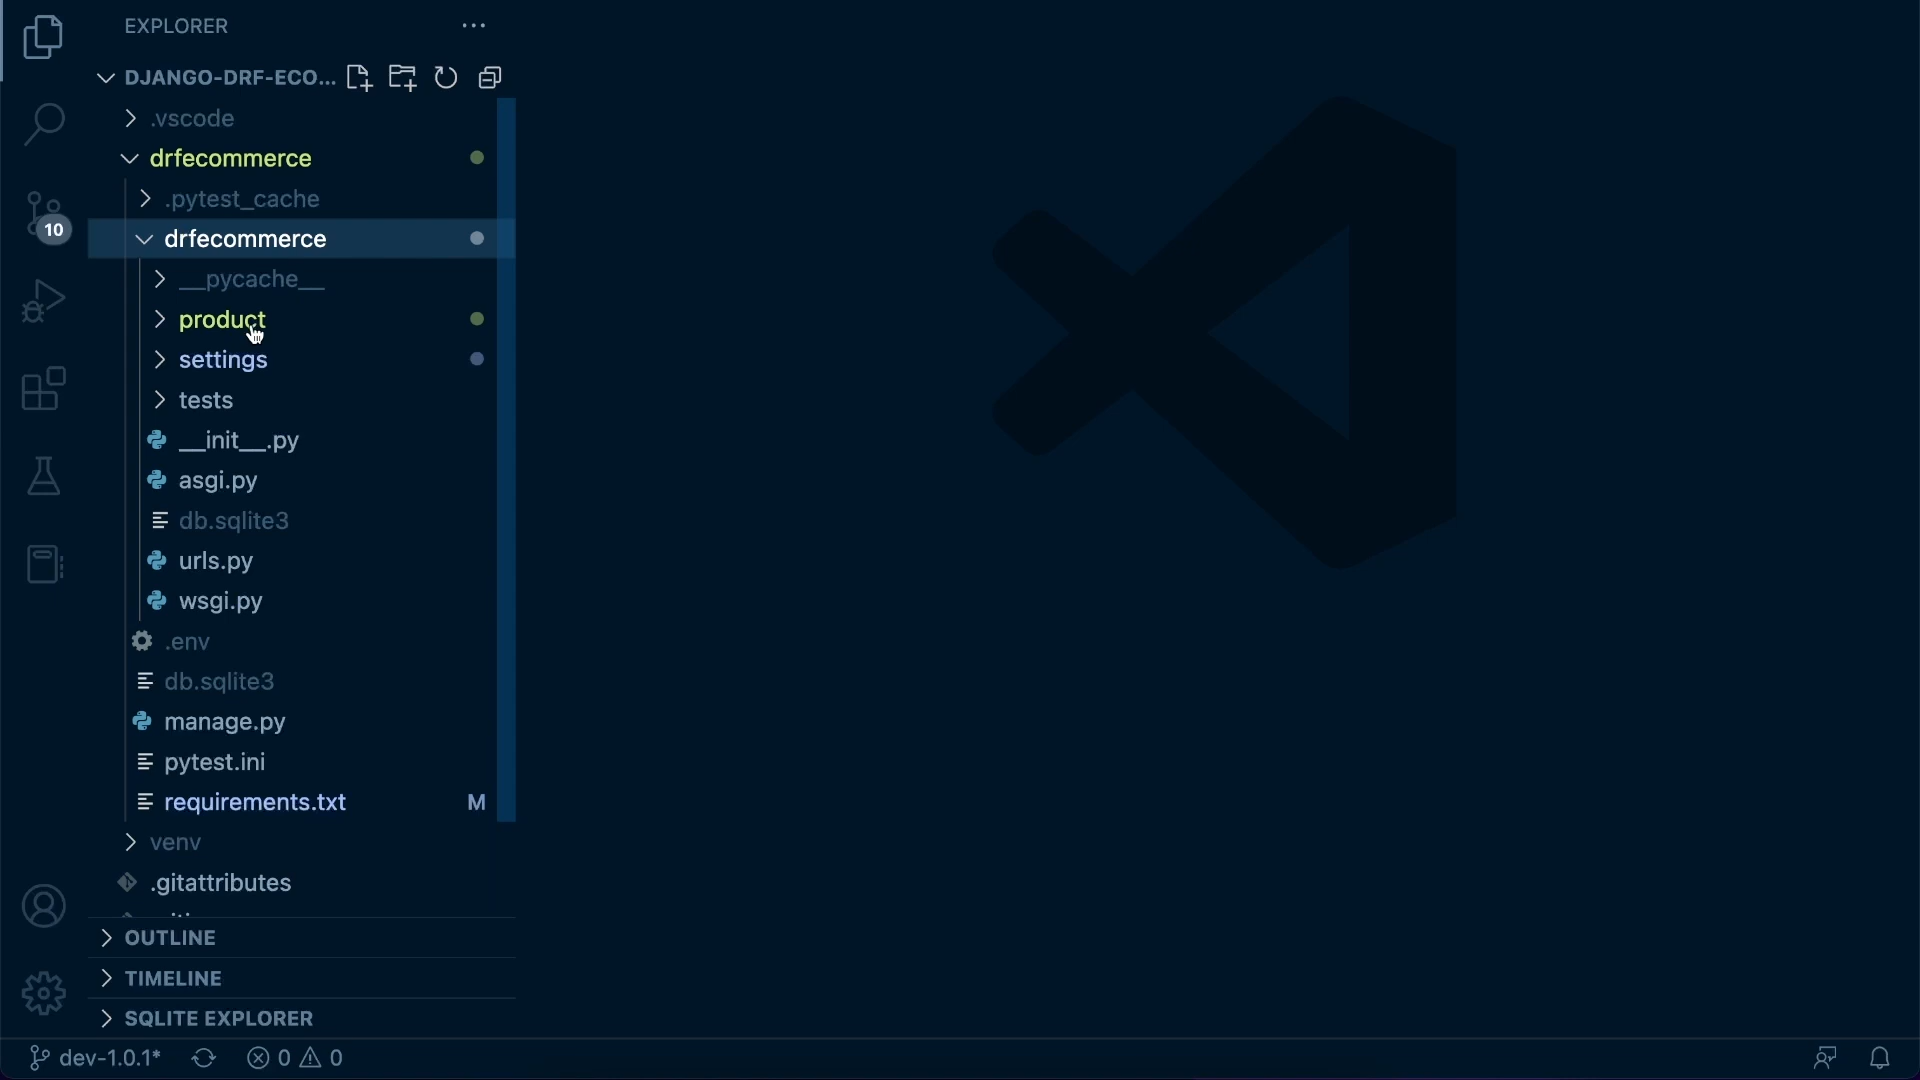 EXPLORER
DJANGO-DRF-ECO...
.vscode
drfecommerce
.pytest_cache
drfecommerce
__pycache__
product
settings
tests
__init__.py
asgi.py
db.sqlite3
urls.py
wsgi.py
.env
db.sqlite3
manage.py
pytest.ini
requirements.txt M
venv
.gitattributes
OUTLINE
TIMELINE
SQLITE EXPLORER
10
dev-1.0.1* 0 0